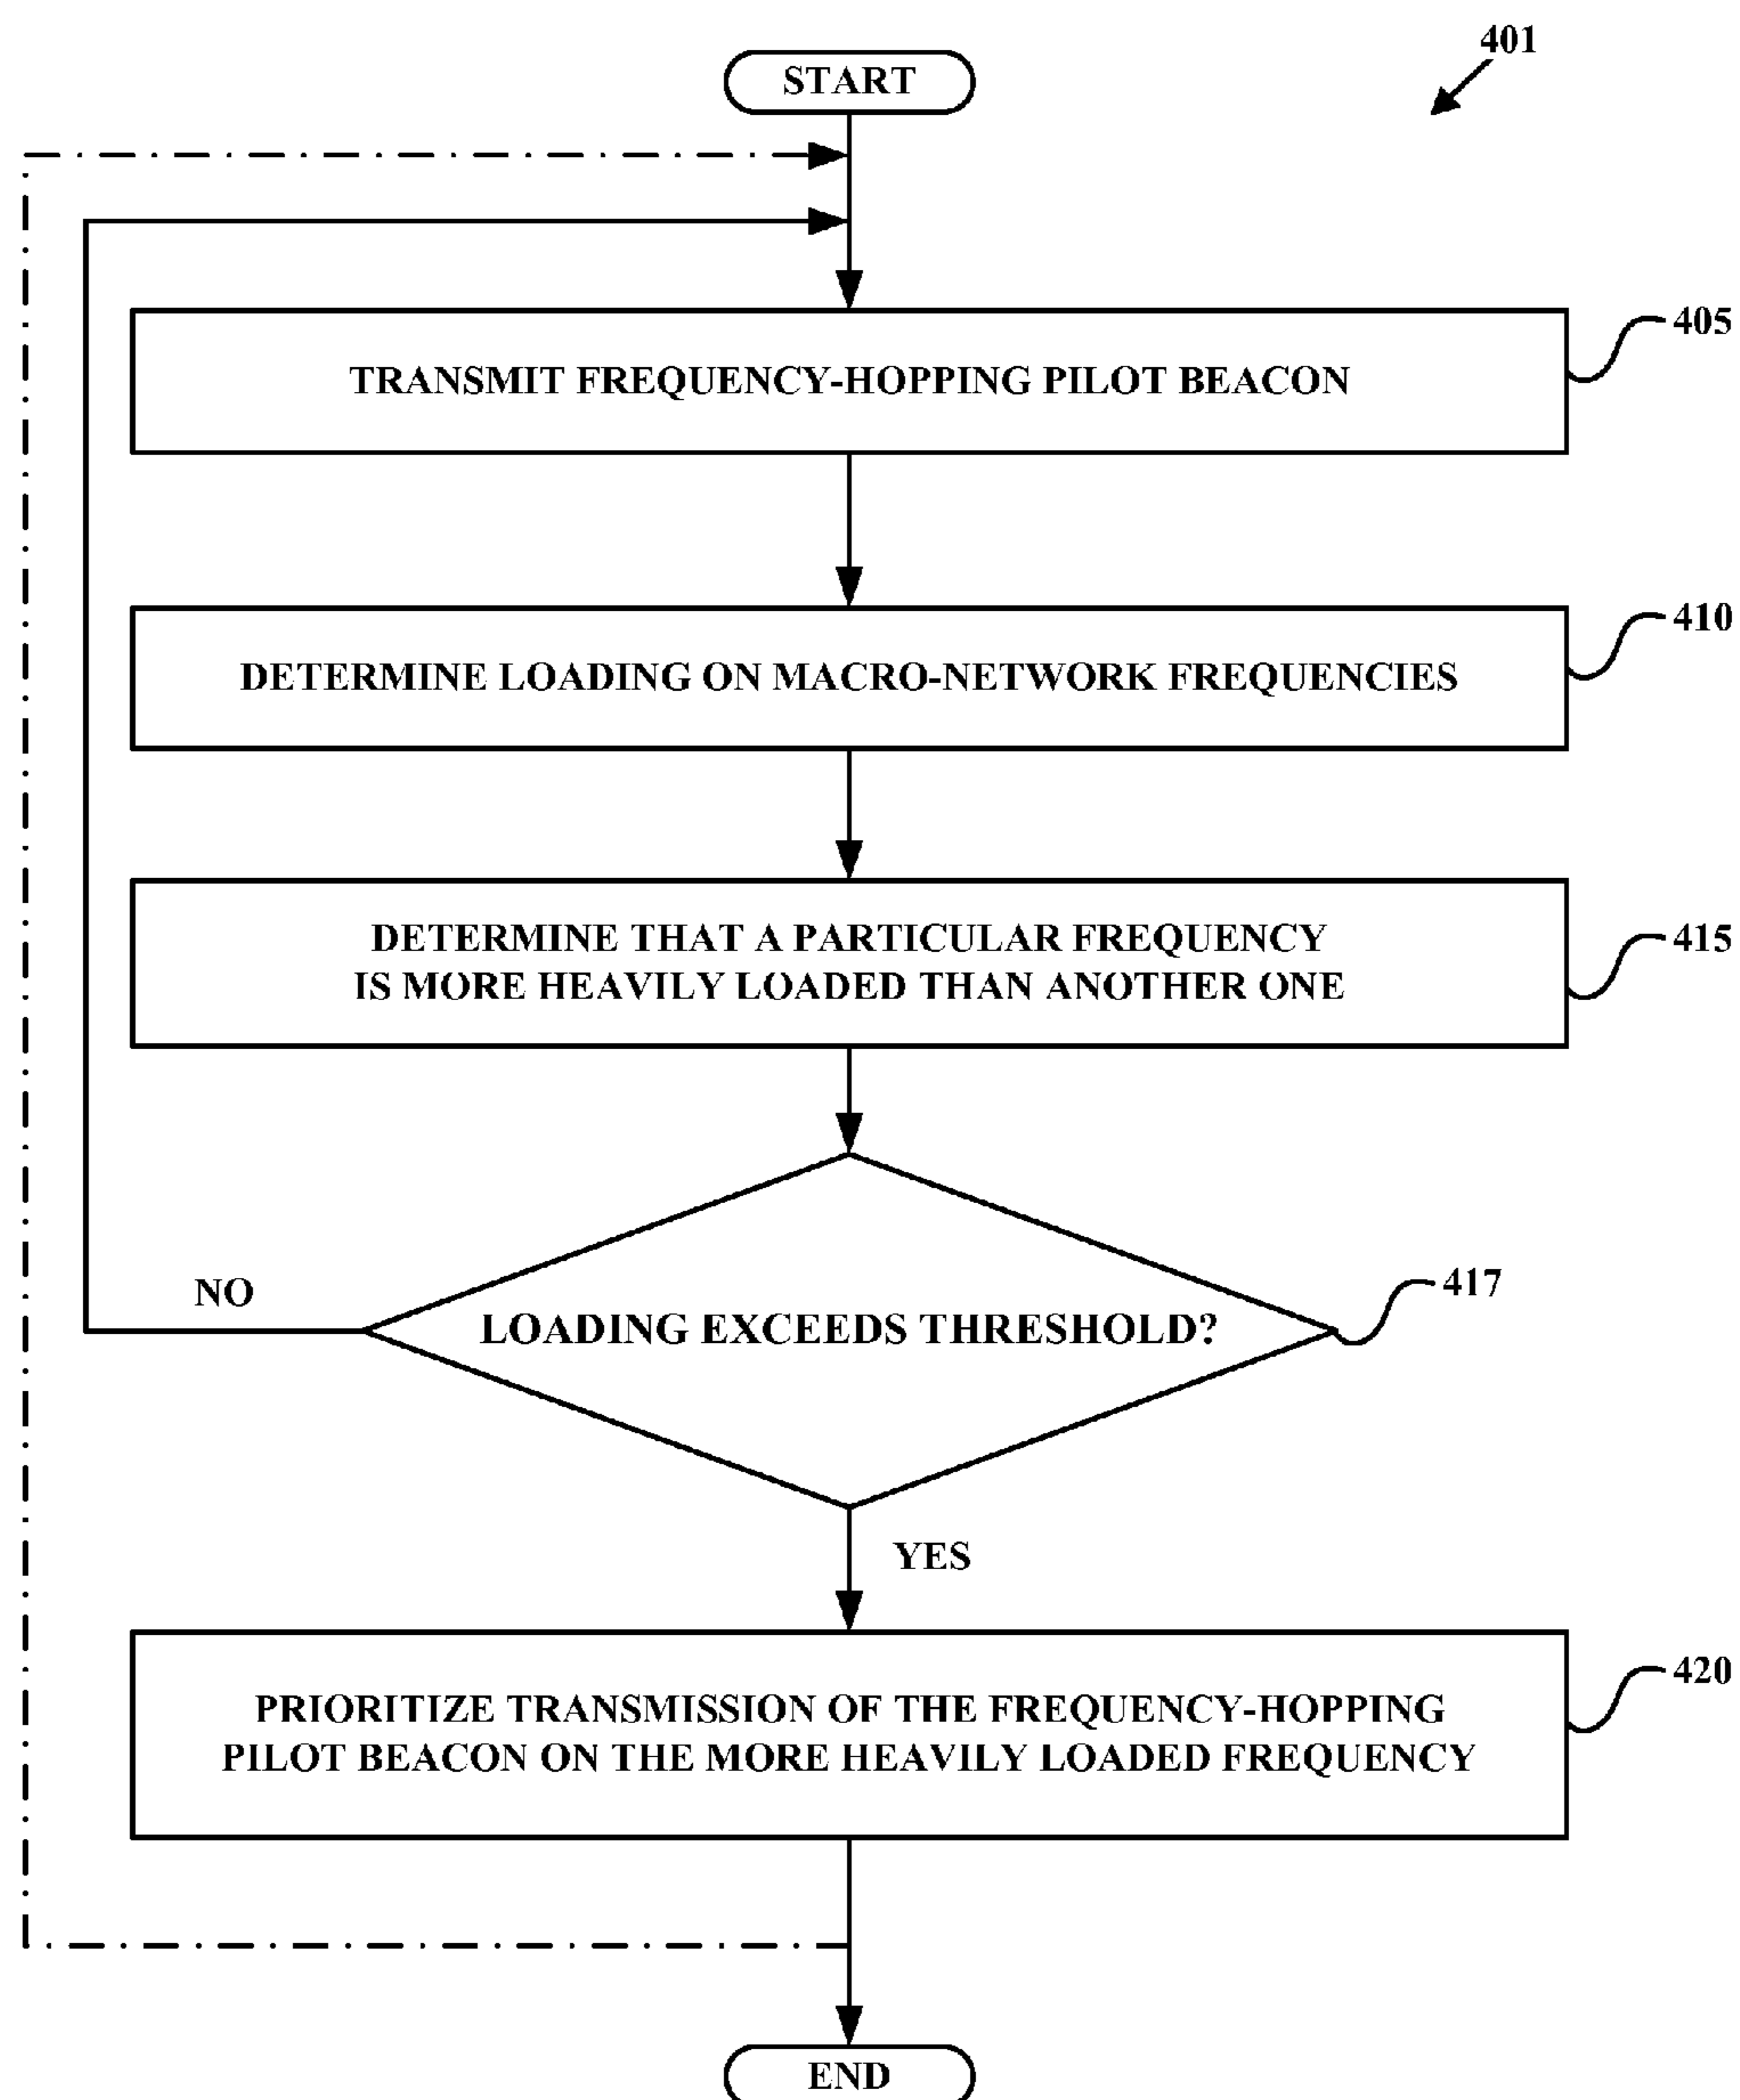 401
START
405
TRANSMIT FREQUENCY-HOPPING PILOT BEACON
410
DETERMINE LOADING ON MACRO-NETWORK FREQUENCIES
DETERMINE THAT A PARTICULAR FREQUENCY
IS MORE HEAVILY LOADED THAN ANOTHER ONE
415
NO
LOADING EXCEEDS THRESHOLD?
417
YES
420
PRIORITIZE TRANSMISSION OF THE FREQUENCY-HOPPING
PILOT BEACON ON THE MORE HEAVILY LOADED FREQUENCY
END